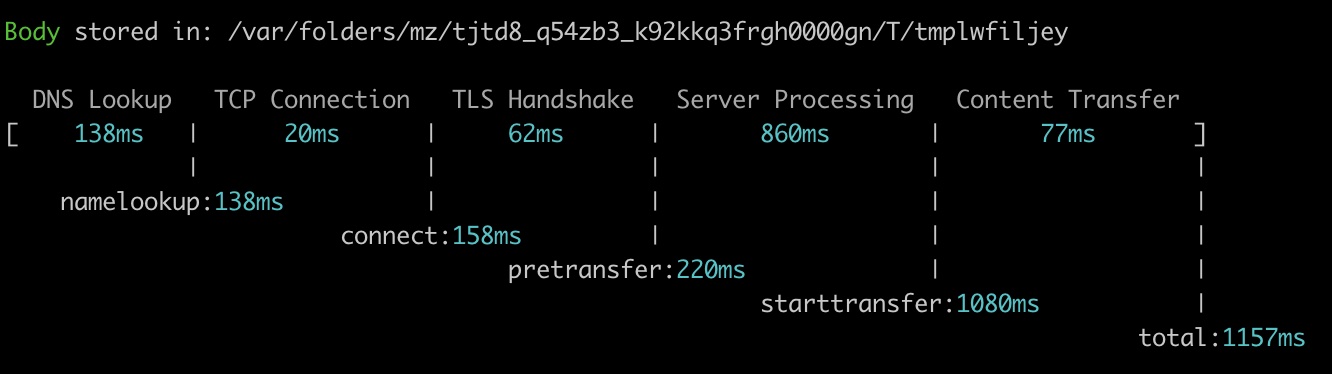 Body stored in: /var/folders/mz/tjtd8_q54zb3_k92kkq3frgh0000gn/T/tmplwfiljey
  DNS Lookup   TCP Connection   TLS Handshake   Server Processing   Content Transfer
[    138ms   |      20ms      |     62ms      |       860ms       |       77ms       ]
             |                |               |                   |                  |
    namelookup:138ms          |               |                   |                  |
                        connect:158ms         |                   |                  |
                                    pretransfer:220ms             |                  |
                                                      starttransfer:1080ms           |
                                                                                 total:1157ms